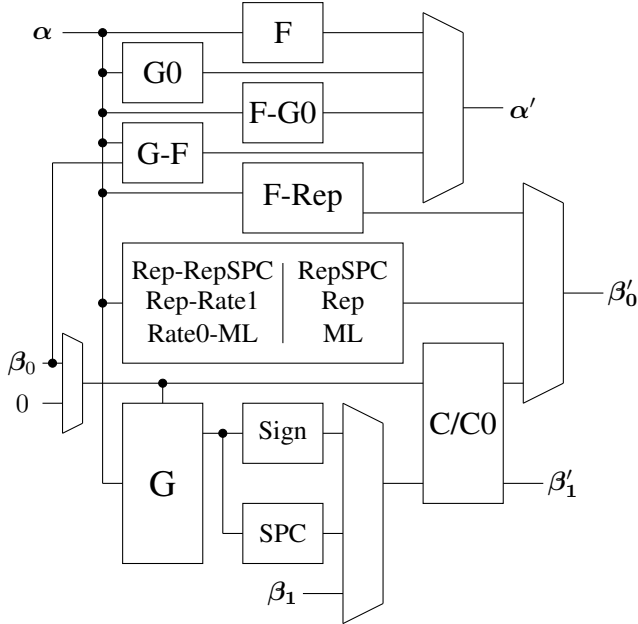 α
F
G0
F-G0
α′
G-F
F-Rep
Rep-RepSPC RepSPC
Rep-Rate1 Rep
Rate0-ML ML
β′₀
β₀
0
C/C0
Sign
G
β′₁
SPC
β₁